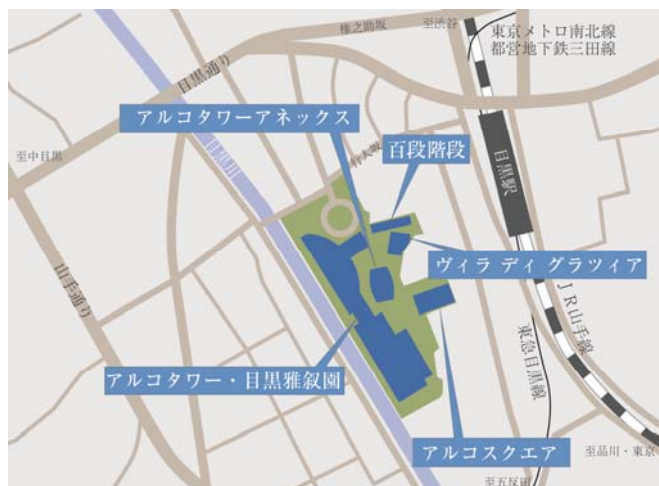 権之助坂
至渋谷
東京メトロ南北線
都営地下鉄三田線
目黒通り
アルコタワーアネックス
百段階段
至中目黒
目黒川
行人坂
目黒駅
ヴィラ ディ グラツィア
山手通り
JR山手線
東急目黒線
アルコタワー・目黒雅叙園
アルコスクエア
至品川・東京
至五反田